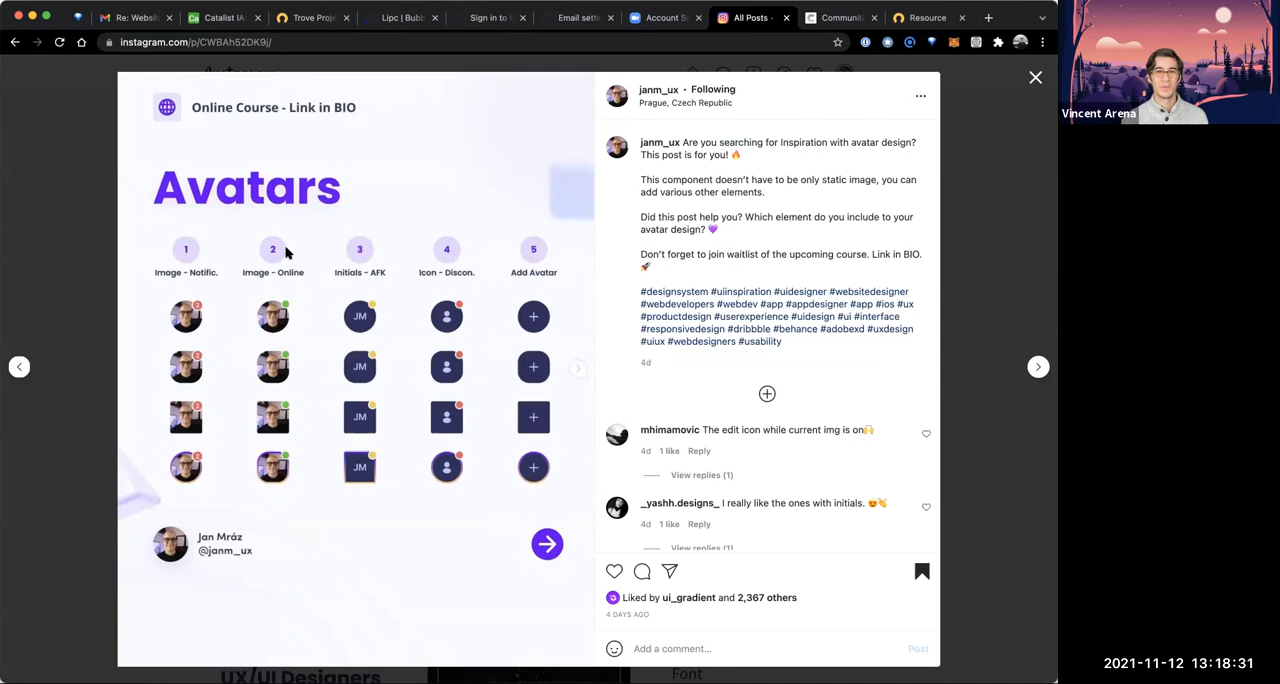 Re: Websit
Catalist IA
Trove Proj
Lipc | Bub
Sign in to
Email sett
Account S
All Posts -
Communiti
Resource
instagram.com/p/CWBAh52DK9j/
Vincent Arena
Online Course - Link in BIO
Avatars
1 2 3 4 5
Image - Notific. Image - Online Initials - AFK Icon - Discon. Add Avatar
2 JM
2 JM
2 JM
2 JM
Jan Mráz
@janm_ux
janm_ux • Following
Prague, Czech Republic
janm_ux Are you searching for Inspiration with avatar design?
This post is for you! 🔥
This component doesn't have to be only static image, you can
add various other elements.
Did this post help you? Which element do you include to your
avatar design? 💜
Don't forget to join waitlist of the upcoming course. Link in BIO.
🚀
#designsystem #uiinspiration #uidesigner #websitedesigner
#webdevelopers #webdev #app #appdesigner #app #ios #ux
#productdesign #userexperience #uidesign #ui #interface
#responsivedesign #dribbble #behance #adobexd #uxdesign
#uiux #webdesigners #usability
4d
mhimamovic The edit icon while current img is on🙌
4d 1 like Reply
View replies (1)
_yashh.designs_ I really like the ones with initials. 😍👏
4d 1 like Reply
View replies (1)
Liked by ui_gradient and 2,367 others
4 DAYS AGO
Add a comment... Post
UX/UI Designers
Font
2021-11-12 13:18:31